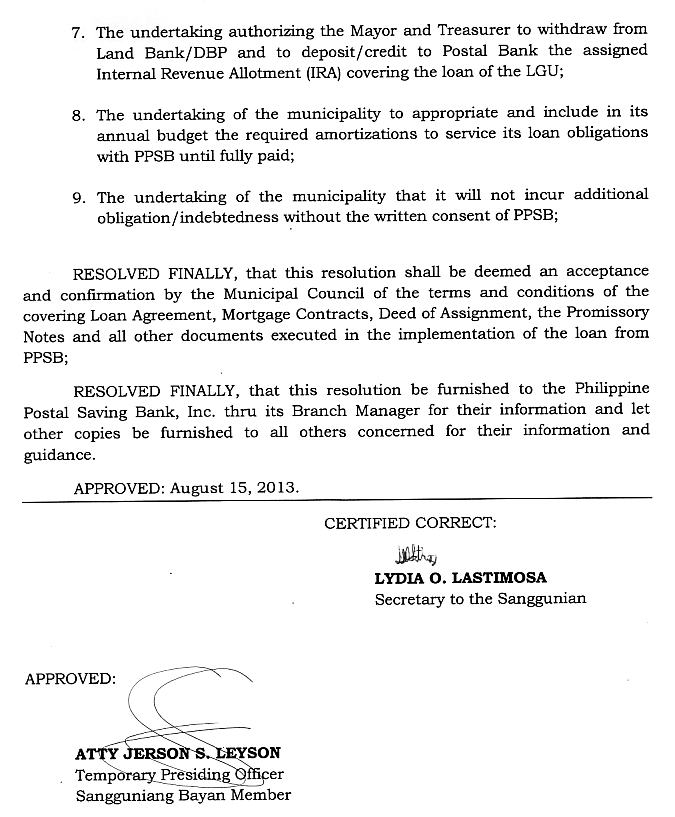 7. The undertaking authorizing the Mayor and Treasurer to withdraw from
Land Bank/DBP and to deposit/credit to Postal Bank the assigned
Internal Revenue Allotment (IRA) covering the loan of the LGU;
8. The undertaking of the municipality to appropriate and include in its
annual budget the required amortizations to service its loan obligations
with PPSB until fully paid;
9. The undertaking of the municipality that it will not incur additional
obligation/indebtedness without the written consent of PPSB;
RESOLVED FINALLY, that this resolution shall be deemed an acceptance
and confirmation by the Municipal Council of the terms and conditions of the
covering Loan Agreement, Mortgage Contracts, Deed of Assignment, the Promissory
Notes and all other documents executed in the implementation of the loan from
PPSB;
RESOLVED FINALLY, that this resolution be furnished to the Philippine
Postal Saving Bank, Inc. thru its Branch Manager for their information and let
other copies be furnished to all others concerned for their information and
guidance.
APPROVED: August 15, 2013.
CERTIFIED CORRECT:
LYDIA O. LASTIMOSA
Secretary to the Sanggunian
APPROVED:
ATTY JERSON S. LEYSON
Temporary Presiding Officer
Sangguniang Bayan Member